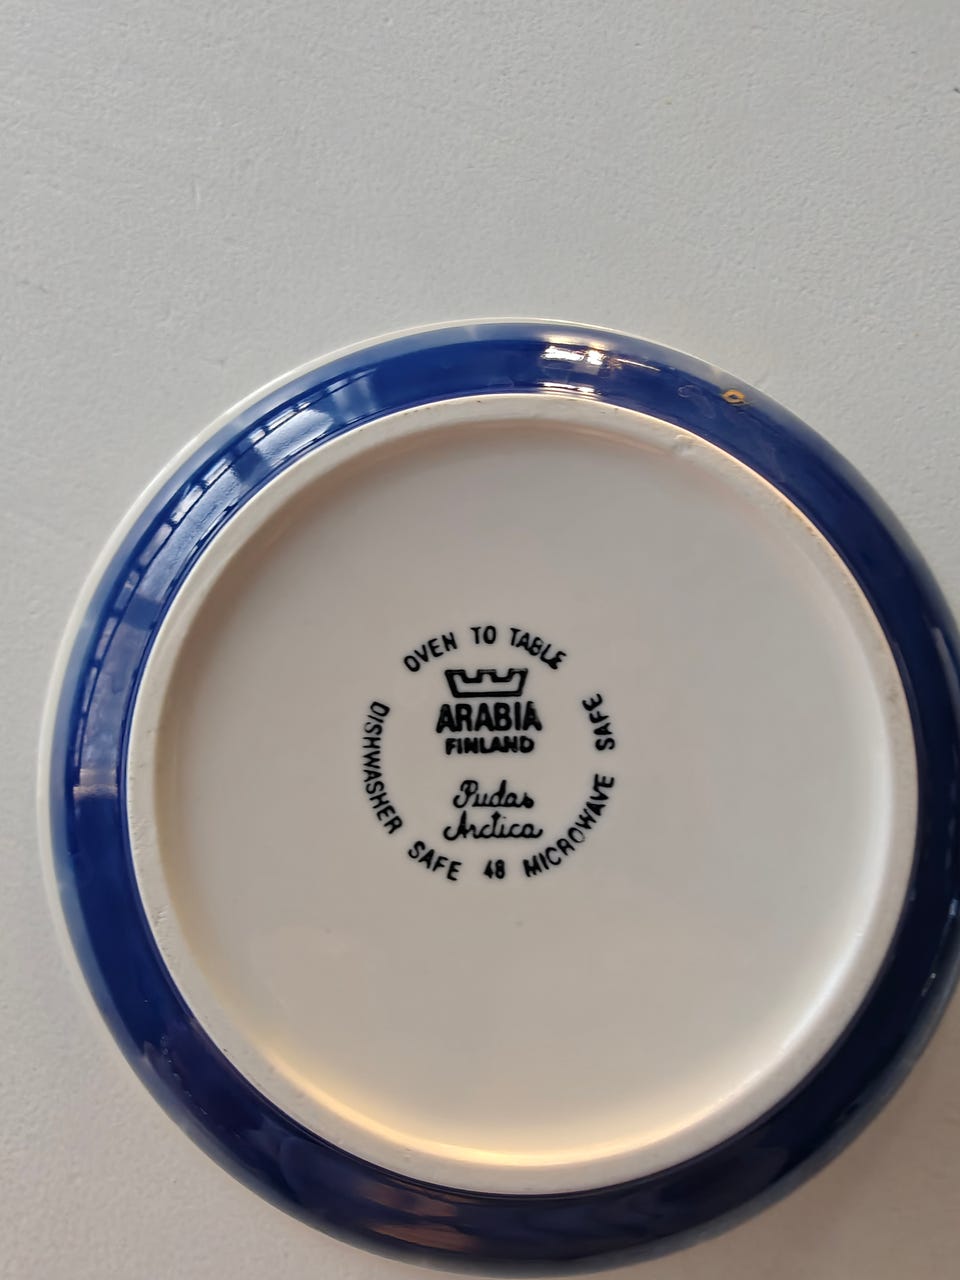 OVEN TO TABLE
ARABIA
FINLAND
Pudas
Arctica
DISHWASHER SAFE 48 MICROWAVE SAFE